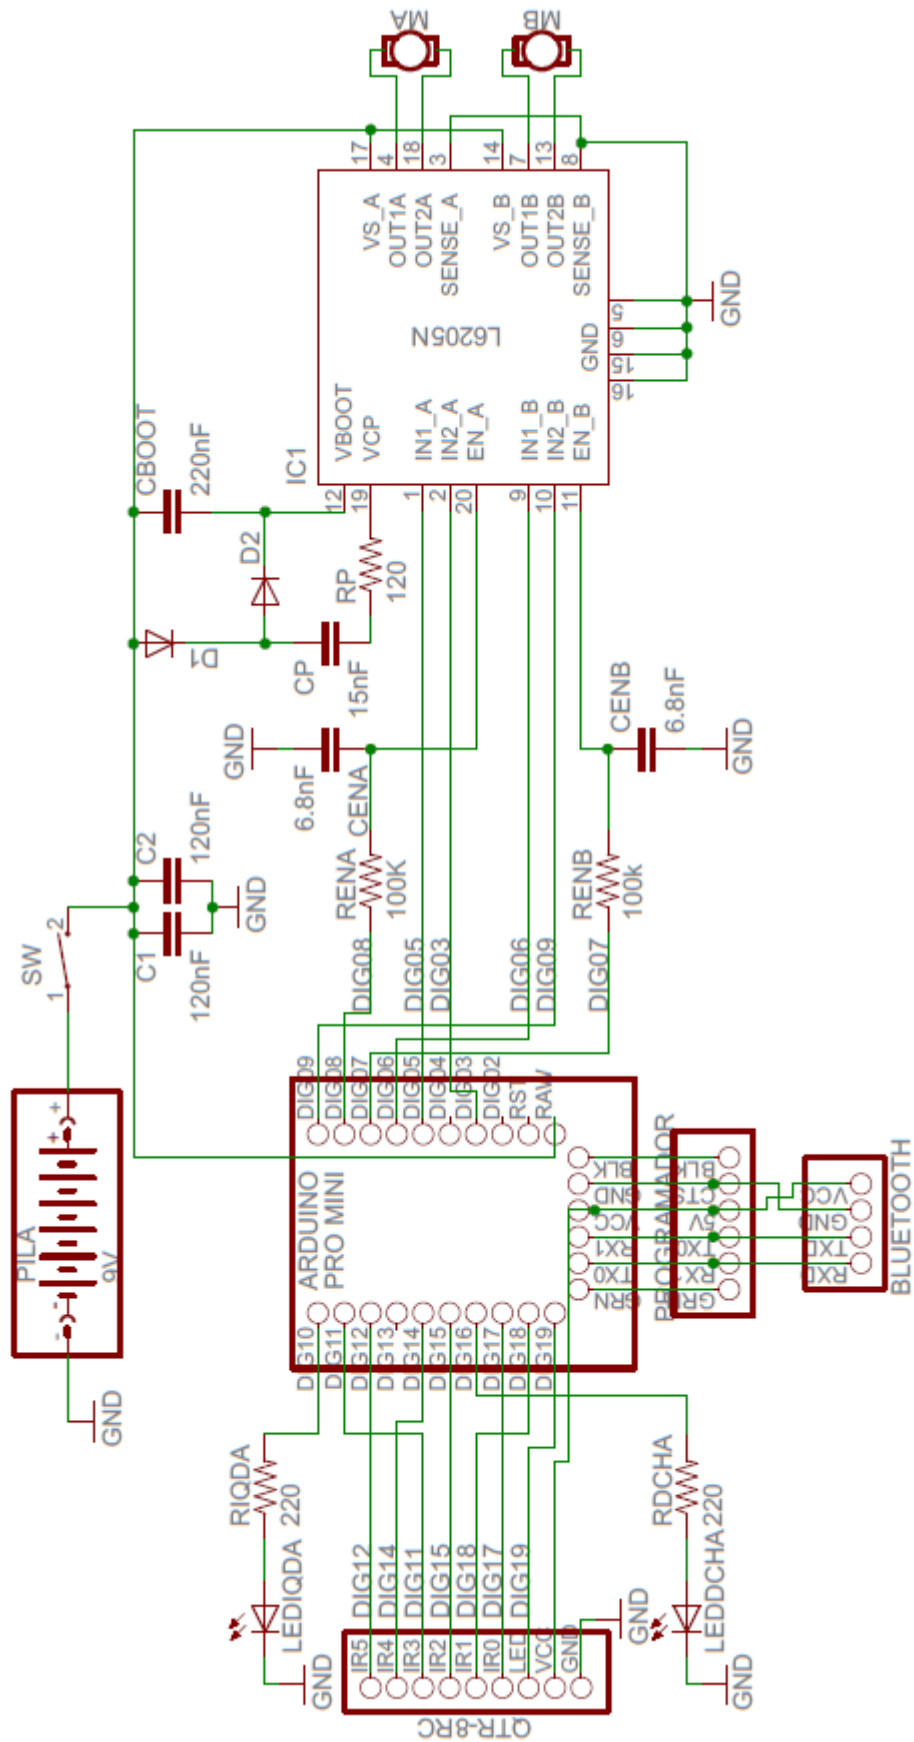 PILA
9V
-
-
+
+
GND
SW
1
2
C1
120nF
C2
120nF
GND
D1
D2
CBOOT
220nF
CP
15nF
RP
120
GND
6.8nF
CENA
RENA
100K
DIG08
DIG05
DIG03
DIG06
DIG09
DIG07
RENB
100k
CENB
6.8nF
GND
IC1
L6205N
12
19
1
2
20
9
10
11
VBOOT
VCP
IN1_A
IN2_A
EN_A
IN1_B
IN2_B
EN_B
17
4
18
3
14
7
13
8
VS_A
OUT1A
OUT2A
SENSE_A
VS_B
OUT1B
OUT2B
SENSE_B
GND
5
6
15
16
GND
MA
MB
ARDUINO
PRO MINI
DIG09
DIG08
DIG07
DIG06
DIG05
DIG04
DIG03
DIG02
RST
RAW
DIG10
DIG11
DIG12
DIG13
DIG14
DIG15
DIG16
DIG17
DIG18
DIG19
BLK
GND
VCC
RX1
TX0
GRN
PROGRAMADOR
BLK
CTS
5V
TX0
GRN
BLUETOOTH
VCC
GND
TXD
RXD
RIQDA
220
LEDIQDA
GND
RDCHA
220
LEDDCHA
GND
QTR-8RC
IR5
IR4
IR3
IR2
IR1
IR0
LED
VCC
GND
DIG12
DIG14
DIG11
DIG15
DIG18
DIG17
DIG19
GND